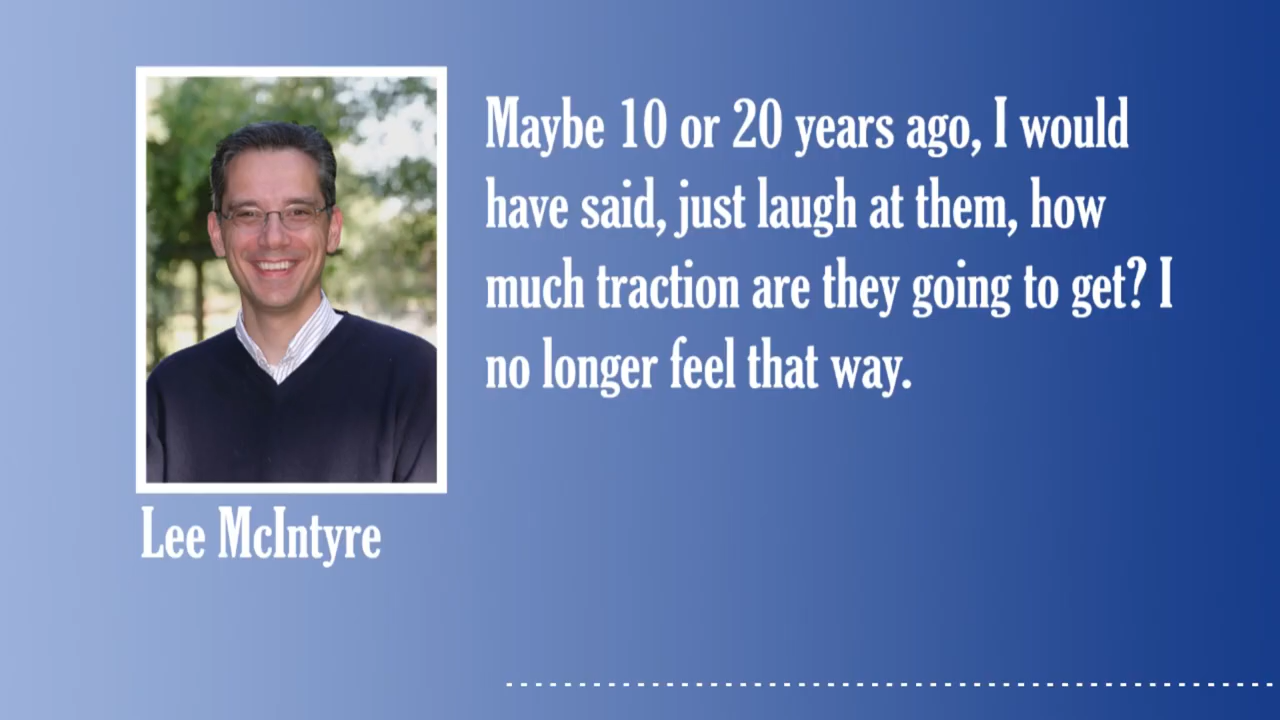 Maybe 10 or 20 years ago, I would
have said, just laugh at them, how
much traction are they going to get? I
no longer feel that way.
Lee McIntyre